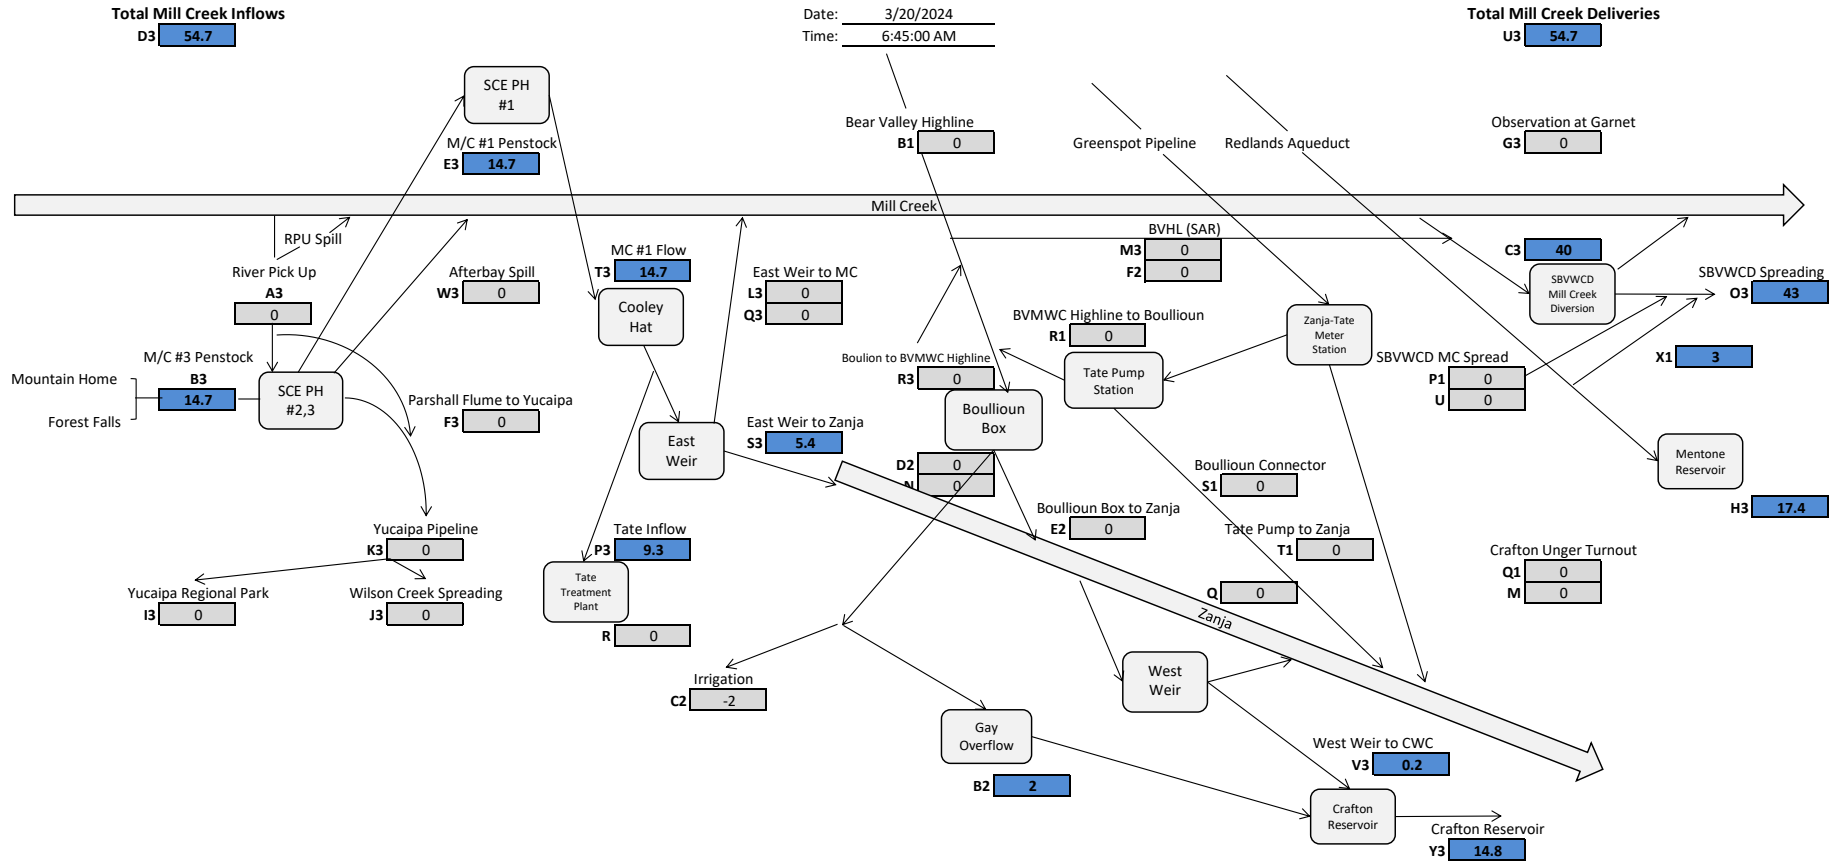 Total Mill Creek Inflows
D3 54.7
Date: 3/20/2024
Time: 6:45:00 AM
Total Mill Creek Deliveries
U3 54.7
SCE PH
#1
M/C #1 Penstock
E3 14.7
Bear Valley Highline
B1 0
Greenspot Pipeline
Redlands Aqueduct
Observation at Garnet
G3 0
Mill Creek
RPU Spill
River Pick Up
A3
0
Afterbay Spill
W3 0
MC #1 Flow
T3 14.7
Cooley
Hat
East Weir to MC
L3 0
Q3 0
BVHL (SAR)
M3 0
F2 0
C3 40
SBVWCD
Mill Creek
Diversion
SBVWCD Spreading
O3 43
BVMWC Highline to Boullioun
R1 0
Zanja-Tate
Meter
Station
M/C #3 Penstock
B3
14.7
Mountain Home
Forest Falls
SCE PH
#2,3
Parshall Flume to Yucaipa
F3 0
Boulion to BVMWC Highline
R3 0
Tate Pump
Station
SBVWCD MC Spread
P1 0
U 0
X1 3
Boullioun
Box
East
Weir
East Weir to Zanja
S3 5.4
D2 0
N 0
Boullioun Connector
S1 0
Mentone
Reservoir
H3 17.4
Yucaipa Pipeline
K3 0
Tate Inflow
P3 9.3
Tate
Treatment
Plant
R 0
Boullioun Box to Zanja
E2 0
Tate Pump to Zanja
T1 0
Crafton Unger Turnout
Q1 0
M 0
Yucaipa Regional Park
I3 0
Wilson Creek Spreading
J3 0
Q 0
Zanja
Irrigation
C2 -2
West
Weir
Gay
Overflow
B2 2
West Weir to CWC
V3 0.2
Crafton
Reservoir
Crafton Reservoir
Y3 14.8